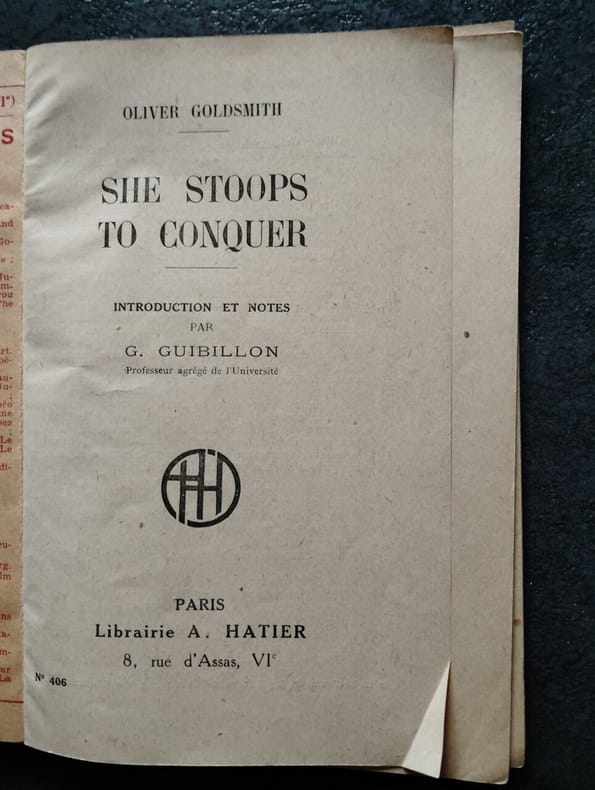 OLIVER GOLDSMITH
SHE STOOPS
TO CONQUER
INTRODUCTION ET NOTES
PAR
G. GUIBILLON
Professeur agrégé de l'Université
PARIS
Librairie A. HATIER
8, rue d'Assas, VIe
N° 406